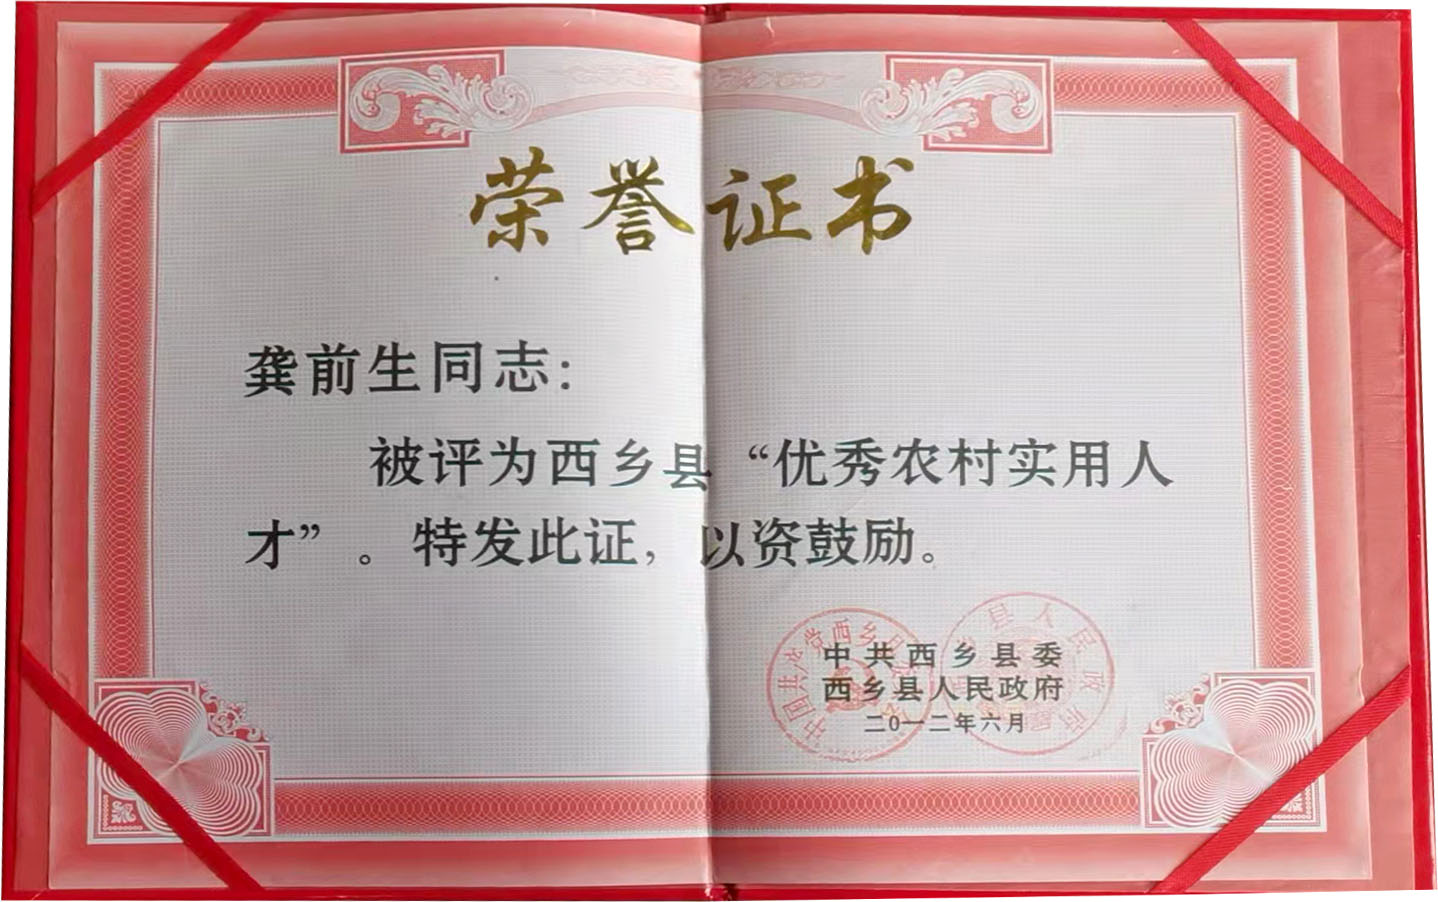 荣誉证书
龚前生同志：
被评为西乡县“优秀农村实用人
才”。特发此证，以资鼓励。
中共西乡县委
西乡县人民政府
二〇一二年六月